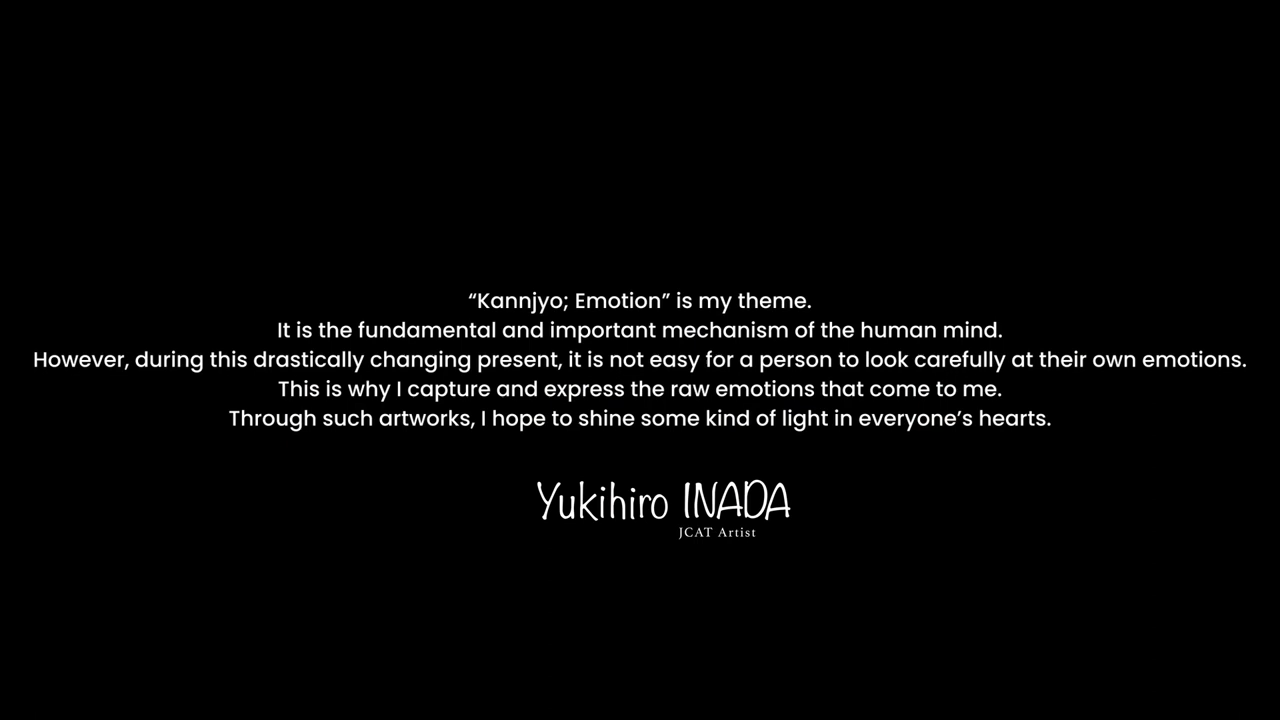 “Kannjyo; Emotion” is my theme.
It is the fundamental and important mechanism of the human mind.
However, during this drastically changing present, it is not easy for a person to look carefully at their own emotions.
This is why I capture and express the raw emotions that come to me.
Through such artworks, I hope to shine some kind of light in everyone’s hearts.
Yukihiro INADA
JCAT Artist